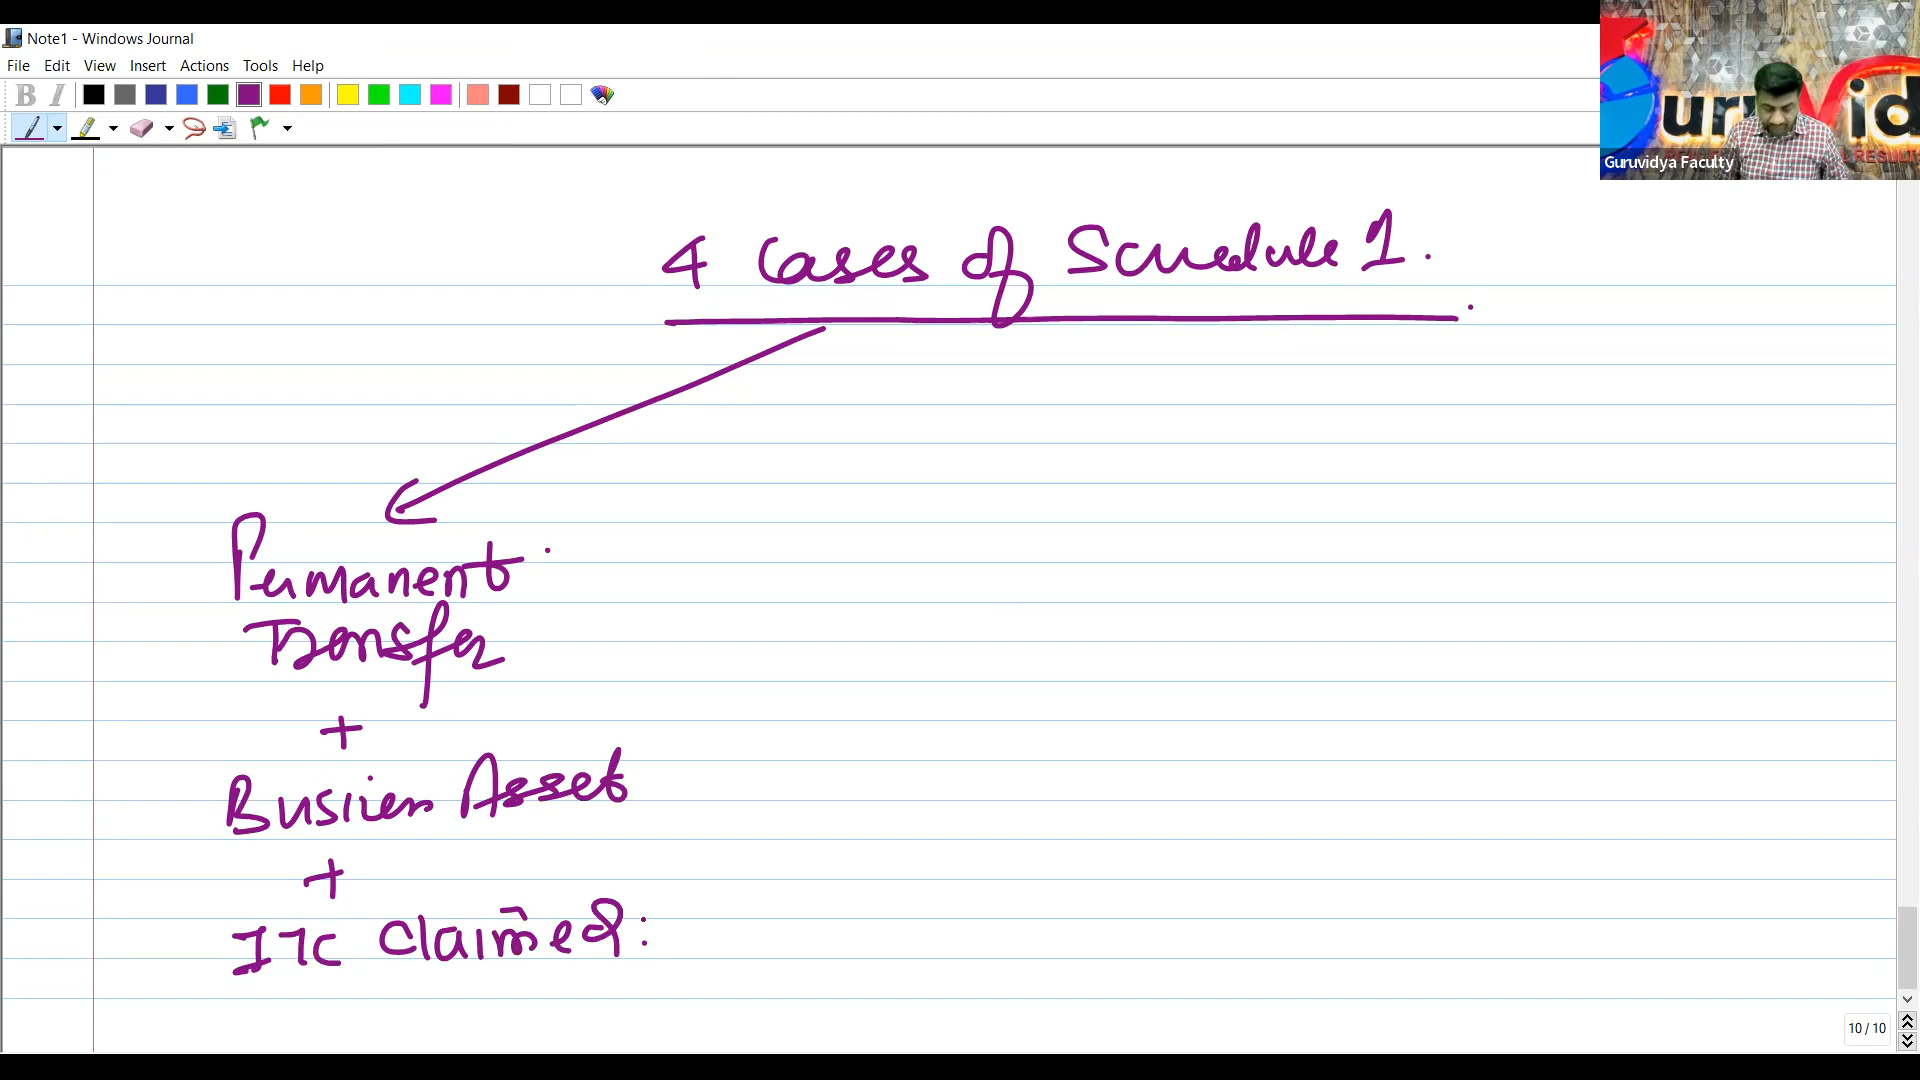 Note1 - Windows Journal
File Edit View Insert Actions Tools Help
B I
Guruvidya Faculty
4 Cases of Schedule 1.
Permanent
Transfer
+
Business Asset
+
ITC Claimed:
10 / 10